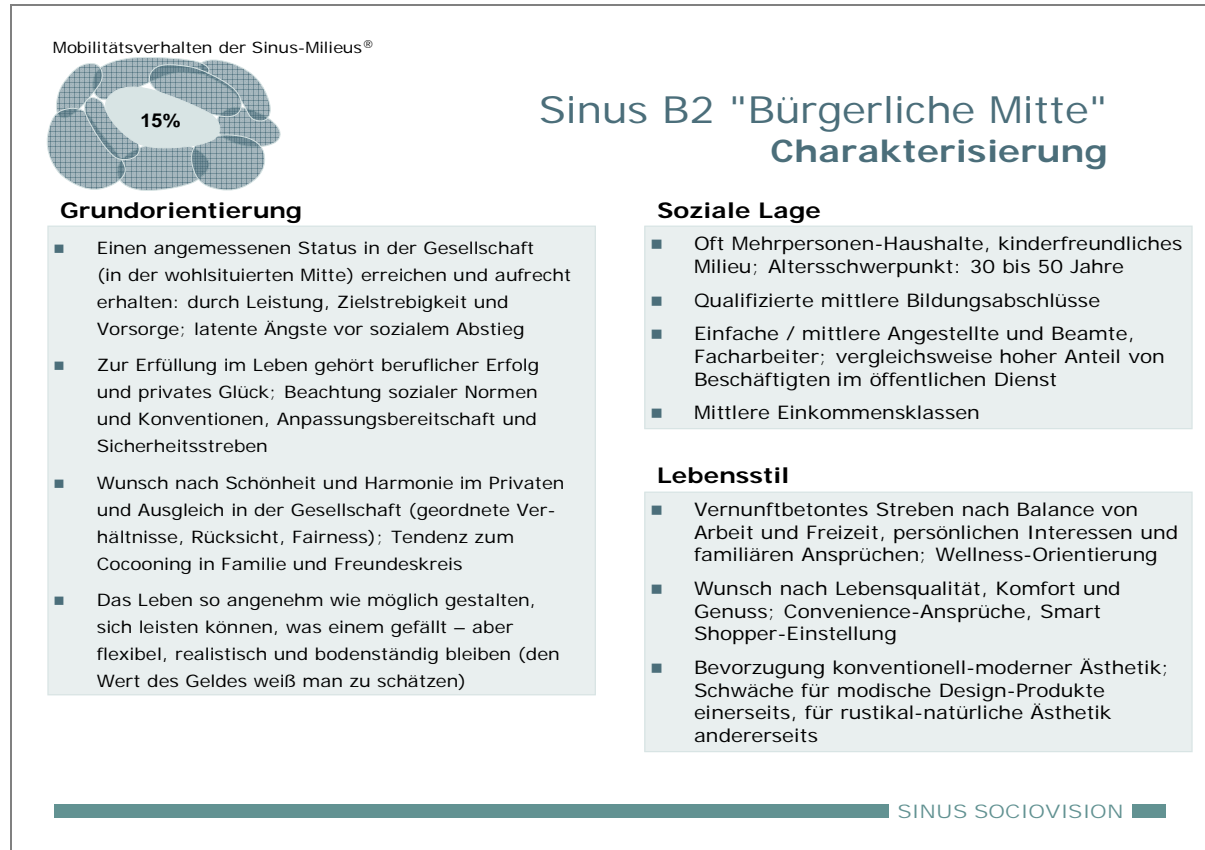 Mobilitätsverhalten der Sinus-Milieus®
15%
Sinus B2 "Bürgerliche Mitte"
Charakterisierung
Grundorientierung
■ Einen angemessenen Status in der Gesellschaft
(in der wohlsituierten Mitte) erreichen und aufrecht
erhalten: durch Leistung, Zielstrebigkeit und
Vorsorge; latente Ängste vor sozialem Abstieg
■ Zur Erfüllung im Leben gehört beruflicher Erfolg
und privates Glück; Beachtung sozialer Normen
und Konventionen, Anpassungsbereitschaft und
Sicherheitsstreben
■ Wunsch nach Schönheit und Harmonie im Privaten
und Ausgleich in der Gesellschaft (geordnete Ver-
hältnisse, Rücksicht, Fairness); Tendenz zum
Cocooning in Familie und Freundeskreis
■ Das Leben so angenehm wie möglich gestalten,
sich leisten können, was einem gefällt – aber
flexibel, realistisch und bodenständig bleiben (den
Wert des Geldes weiß man zu schätzen)
Soziale Lage
■ Oft Mehrpersonen-Haushalte, kinderfreundliches
Milieu; Altersschwerpunkt: 30 bis 50 Jahre
■ Qualifizierte mittlere Bildungsabschlüsse
■ Einfache / mittlere Angestellte und Beamte,
Facharbeiter; vergleichsweise hoher Anteil von
Beschäftigten im öffentlichen Dienst
■ Mittlere Einkommensklassen
Lebensstil
■ Vernunftbetontes Streben nach Balance von
Arbeit und Freizeit, persönlichen Interessen und
familiären Ansprüchen; Wellness-Orientierung
■ Wunsch nach Lebensqualität, Komfort und
Genuss; Convenience-Ansprüche, Smart
Shopper-Einstellung
■ Bevorzugung konventionell-moderner Ästhetik;
Schwäche für modische Design-Produkte
einerseits, für rustikal-natürliche Ästhetik
andererseits
SINUS SOCIOVISION